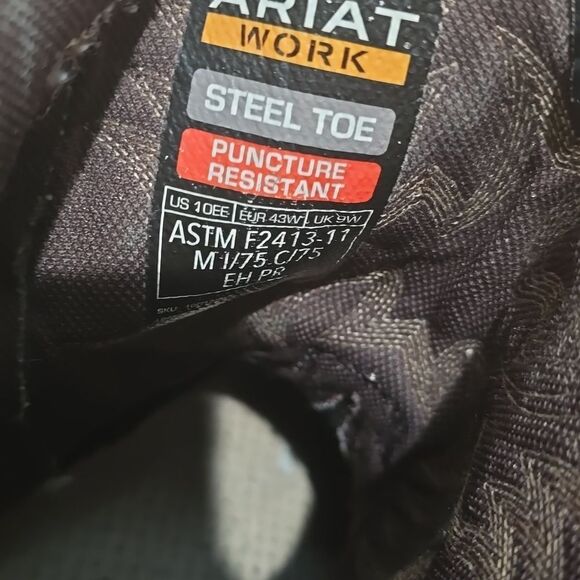 ARIAT
WORK
STEEL TOE
PUNCTURE
RESISTANT
US 10EE EUR 43W UK 9W
ASTM F2413-11
M I/75 C/75
EH PR
SKU: